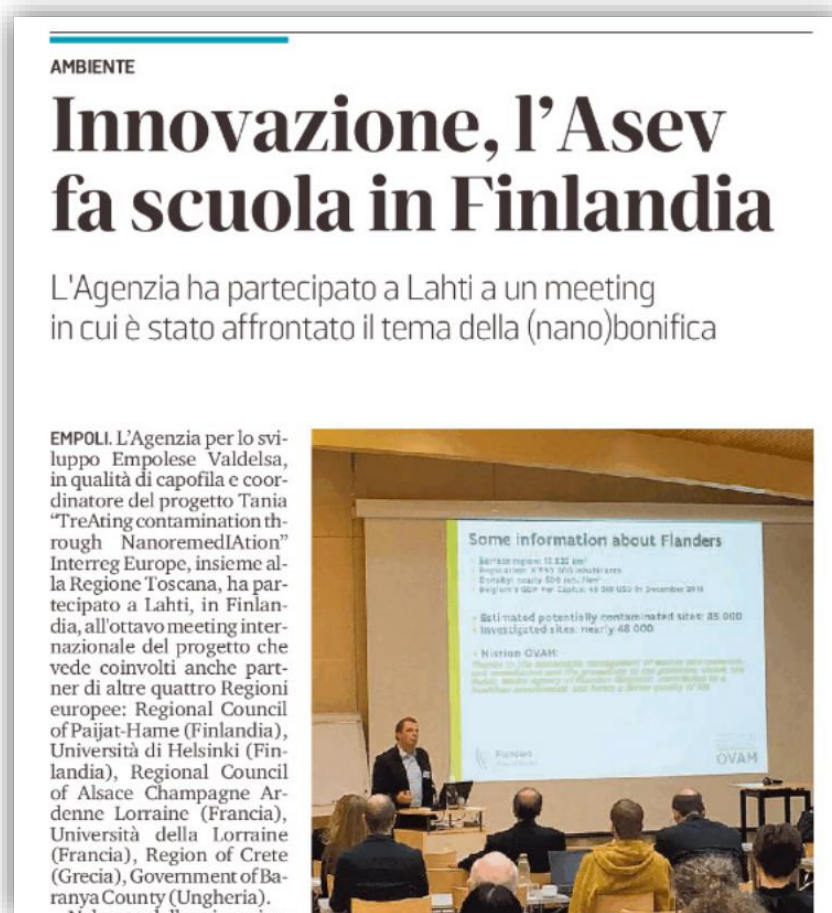 AMBIENTE
Innovazione, l'Asev
fa scuola in Finlandia
L'Agenzia ha partecipato a Lahti a un meeting
in cui è stato affrontato il tema della (nano)bonifica
EMPOLI. L'Agenzia per lo svi-
luppo Empolese Valdelsa,
in qualità di capofila e coor-
dinatore del progetto Tania
“TreAting contamination th-
rough NanoremedIAtion”
Interreg Europe, insieme al-
la Regione Toscana, ha par-
tecipato a Lahti, in Finlan-
dia, all'ottavo meeting inter-
nazionale del progetto che
vede coinvolti anche part-
ner di altre quattro Regioni
europee: Regional Council
of Paijat-Hame (Finlandia),
Università di Helsinki (Fin-
landia), Regional Council
of Alsace Champagne Ar-
denne Lorraine (Francia),
Università della Lorraine
(Francia), Region of Crete
(Grecia), Government of Ba-
ranya County (Ungheria).
Some information about Flanders
Estimated potentially contaminated sites: 85 000
Investigated sites: nearly 48 000
OVAM:
Flanders
OVAM